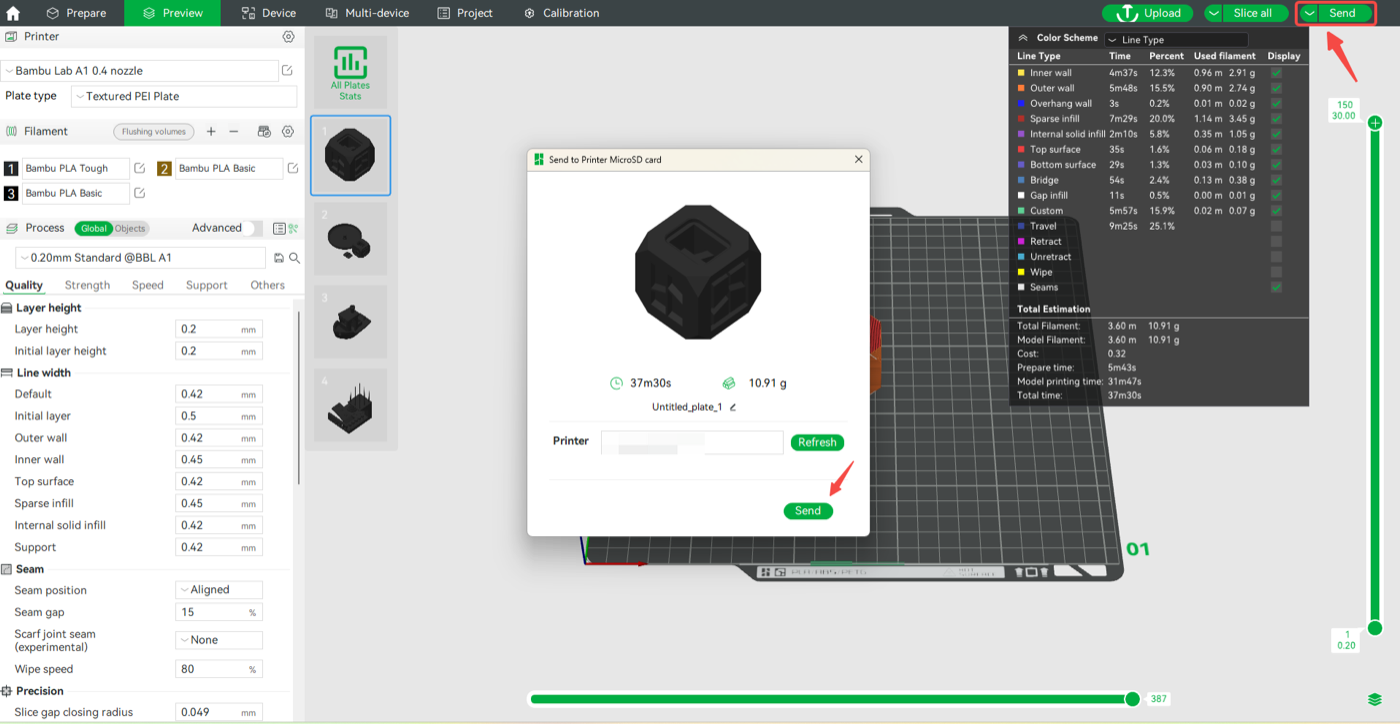 Prepare Preview Device Multi-device Project Calibration Upload Slice all Send
Printer
Bambu Lab A1 0.4 nozzle
Plate type Textured PEI Plate
Filament Flushing volumes
1 Bambu PLA Tough 2 Bambu PLA Basic
3 Bambu PLA Basic
Process Global Objects Advanced
0.20mm Standard @BBL A1
Quality Strength Speed Support Others
Layer height
Layer height 0.2 mm
Initial layer height 0.2 mm
Line width
Default 0.42 mm
Initial layer 0.5 mm
Outer wall 0.42 mm
Inner wall 0.45 mm
Top surface 0.42 mm
Sparse infill 0.45 mm
Internal solid infill 0.42 mm
Support 0.42 mm
Seam
Seam position Aligned
Seam gap 15 %
Scarf joint seam
(experimental) None
Wipe speed 80 %
Precision
Slice gap closing radius 0.049 mm
All Plates
Stats
1
2
3
4
Send to Printer MicroSD card
37m30s 10.91 g
Untitled_plate_1
Printer Refresh
Send
Color Scheme Line Type
Line Type Time Percent Used filament Display
Inner wall 4m37s 12.3% 0.96 m 2.91 g
Outer wall 5m48s 15.5% 0.90 m 2.74 g
Overhang wall 3s 0.2% 0.01 m 0.02 g
Sparse infill 7m29s 20.0% 1.14 m 3.45 g
Internal solid infill 2m10s 5.8% 0.35 m 1.05 g
Top surface 35s 1.6% 0.06 m 0.18 g
Bottom surface 29s 1.3% 0.03 m 0.10 g
Bridge 54s 2.4% 0.13 m 0.38 g
Gap infill 11s 0.5% 0.00 m 0.01 g
Custom 5m57s 15.9% 0.02 m 0.07 g
Travel 9m25s 25.1%
Retract
Unretract
Wipe
Seams
Total Estimation
Total Filament: 3.60 m 10.91 g
Model Filament: 3.60 m 10.91 g
Cost: 0.32
Prepare time: 5m43s
Model printing time: 31m47s
Total time: 37m30s
150
30.00
1
0.20
01
387